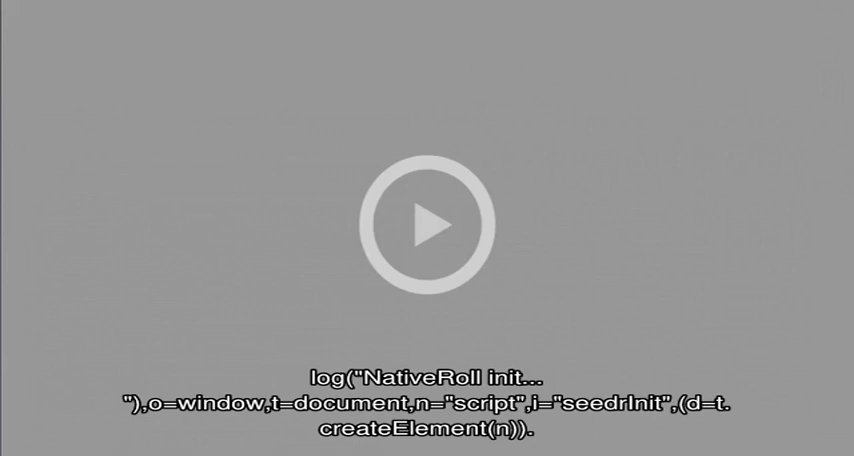 log("NativeRoll init...
"),o=window,t=document,n="script",i="seedrInit",(d=t.
createElement(n)).